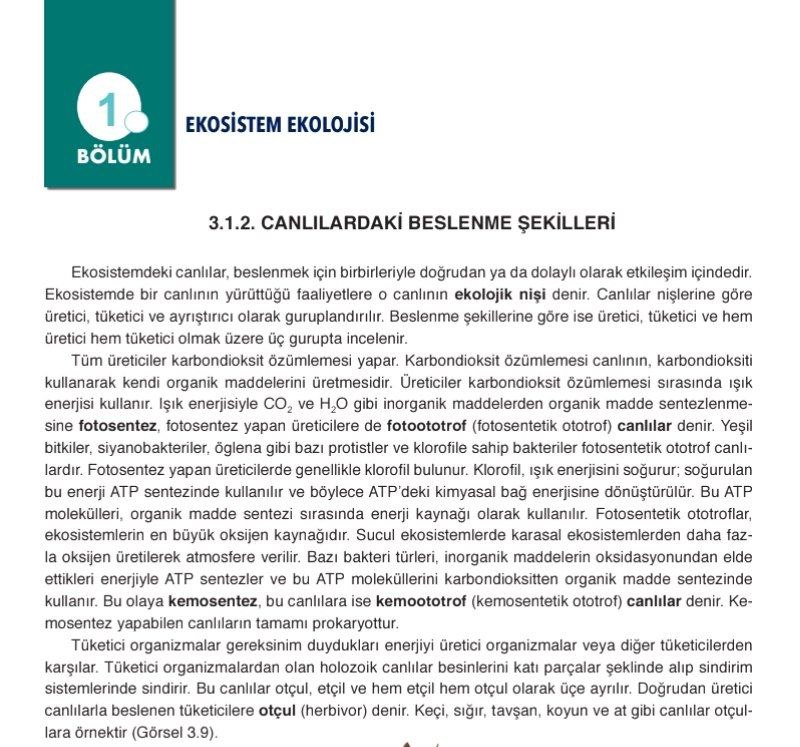 1
BÖLÜM
EKOSİSTEM EKOLOJİSİ
3.1.2. CANLILARDAKİ BESLENME ŞEKİLLERİ
Ekosistemdeki canlılar, beslenmek için birbirleriyle doğrudan ya da dolaylı olarak etkileşim içindedir.
Ekosistemde bir canlının yürüttüğü faaliyetlere o canlının ekolojik nişi denir. Canlılar nişlerine göre
üretici, tüketici ve ayrıştırıcı olarak guruplandırılır. Beslenme şekillerine göre ise üretici, tüketici ve hem
üretici hem tüketici olmak üzere üç gurupta incelenir.
Tüm üreticiler karbondioksit özümlemesi yapar. Karbondioksit özümlemesi canlının, karbondioksiti
kullanarak kendi organik maddelerini üretmesidir. Üreticiler karbondioksit özümlemesi sırasında ışık
enerjisi kullanır. Işık enerjisiyle CO₂ ve H₂O gibi inorganik maddelerden organik madde sentezlenme-
sine fotosentez, fotosentez yapan üreticilere de fotoototrof (fotosentetik ototrof) canlılar denir. Yeşil
bitkiler, siyanobakteriler, öglena gibi bazı protistler ve klorofile sahip bakteriler fotosentetik ototrof canlı-
lardır. Fotosentez yapan üreticilerde genellikle klorofil bulunur. Klorofil, ışık enerjisini soğurur; soğurulan
bu enerji ATP sentezinde kullanılır ve böylece ATP'deki kimyasal bağ enerjisine dönüştürülür. Bu ATP
molekülleri, organik madde sentezi sırasında enerji kaynağı olarak kullanılır. Fotosentetik ototroflar,
ekosistemlerin en büyük oksijen kaynağıdır. Sucul ekosistemlerde karasal ekosistemlerden daha faz-
la oksijen üretilerek atmosfere verilir. Bazı bakteri türleri, inorganik maddelerin oksidasyonundan elde
ettikleri enerjiyle ATP sentezler ve bu ATP moleküllerini karbondioksitten organik madde sentezinde
kullanır. Bu olaya kemosentez, bu canlılara ise kemoototrof (kemosentetik ototrof) canlılar denir. Ke-
mosentez yapabilen canlıların tamamı prokaryottur.
Tüketici organizmalar gereksinim duydukları enerjiyi üretici organizmalar veya diğer tüketicilerden
karşılar. Tüketici organizmalardan olan holozoik canlılar besinlerini katı parçalar şeklinde alıp sindirim
sistemlerinde sindirir. Bu canlılar otçul, etçil ve hem etçil hem otçul olarak üçe ayrılır. Doğrudan üretici
canlılarla beslenen tüketicilere otçul (herbivor) denir. Keçi, sığır, tavşan, koyun ve at gibi canlılar otçul-
lara örnektir (Görsel 3.9).